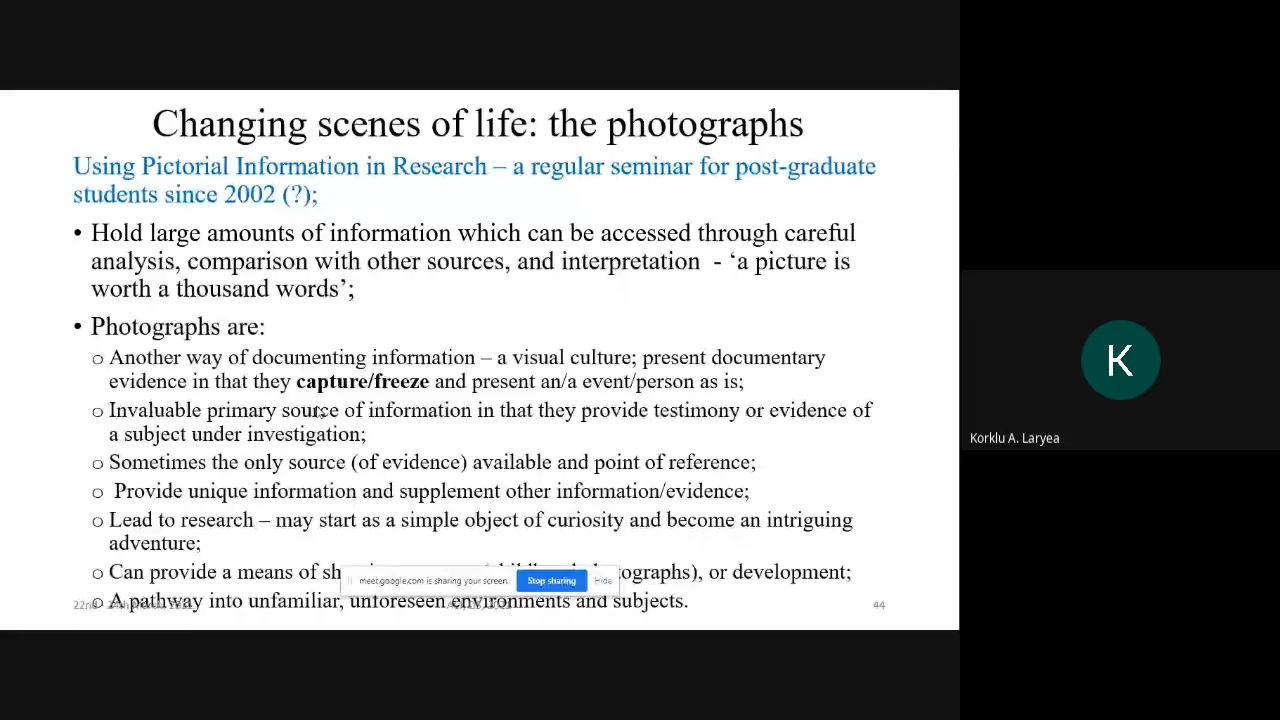 Changing scenes of life: the photographs
Using Pictorial Information in Research – a regular seminar for post-graduate
students since 2002 (?);
• Hold large amounts of information which can be accessed through careful
analysis, comparison with other sources, and interpretation - ‘a picture is
worth a thousand words’;
• Photographs are:
o Another way of documenting information – a visual culture; present documentary
evidence in that they capture/freeze and present an/a event/person as is;
o Invaluable primary source of information in that they provide testimony or evidence of
a subject under investigation;
o Sometimes the only source (of evidence) available and point of reference;
o Provide unique information and supplement other information/evidence;
o Lead to research – may start as a simple object of curiosity and become an intriguing
adventure;
o Can provide a means of or development;
meet.google.com is sharing your screen. Stop sharing Hide
o A pathway into unfamiliar, unforeseen environments and subjects.
44
K
Korklu A. Laryea